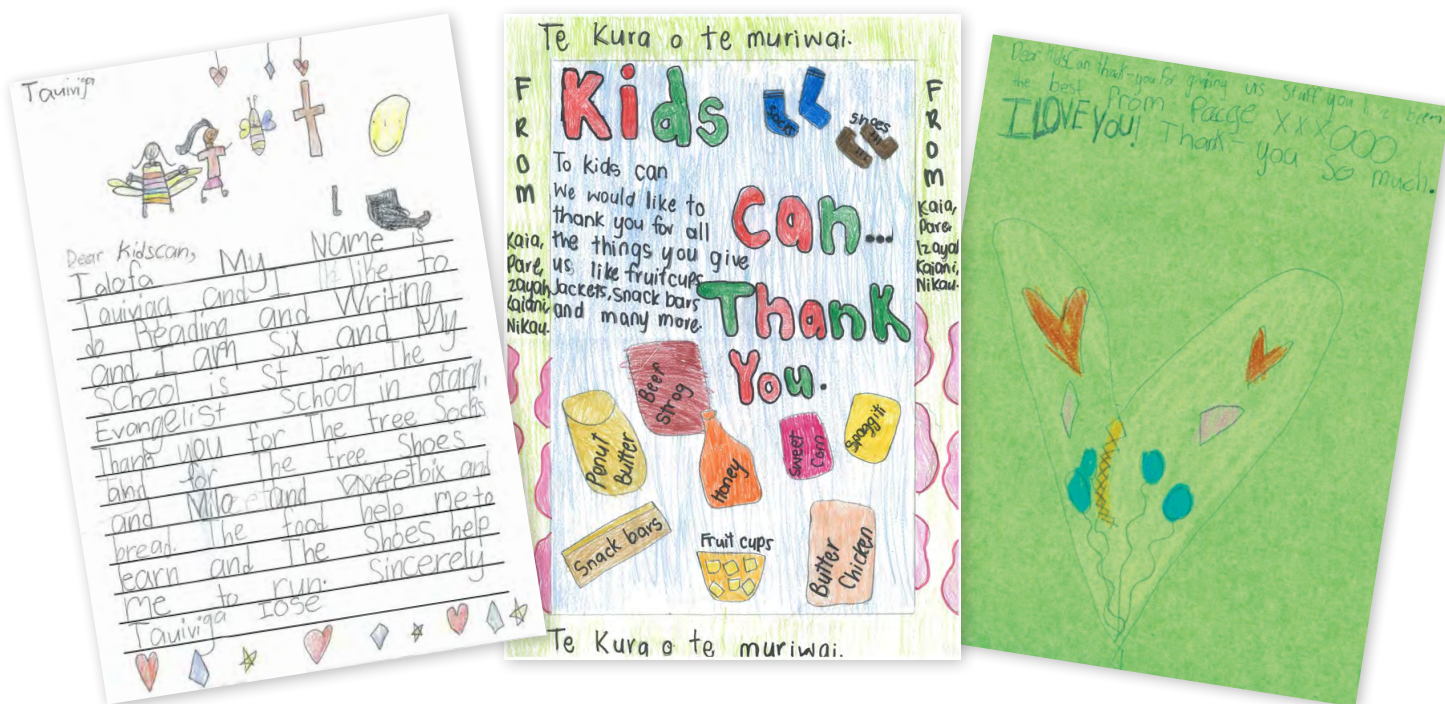 Tauiviga
Dear Kidscan,
Talofa My Name is
Tauiviga and I like to
do Reading and Writing
and I am six and My
School is St John The
Evangelist School in otara.
Thank you for The free Socks
and for The free Shoes
and Milo and weetbix and
bread. The food help me to
learn and The Shoes help
me to run. Sincerely
Tauiviga Iose
Te Kura o te muriwai.
FROM
Kaia,
Pare,
Izayah
Kaiani,
Nikau.
Kids
Socks
shoes
To kids can
We would like to
thank you for all
the things you give
us, like fruitcups
Jackets, snack bars
and many more.
Can...
Thank
You.
Beef
Strog
Penut
Butter
Honey
Sweet
Corn
Spaggiti
Snack bars
Fruit cups
Butter
Chicken
FROM
Kaia,
Pare,
Izayah
Kaiani,
Nikau.
Te Kura o te muriwai.
Dear Kidscan thank-you for giving us stuff you been
the best From XXXOOO
I LOVE YOU! Thank-you so much.